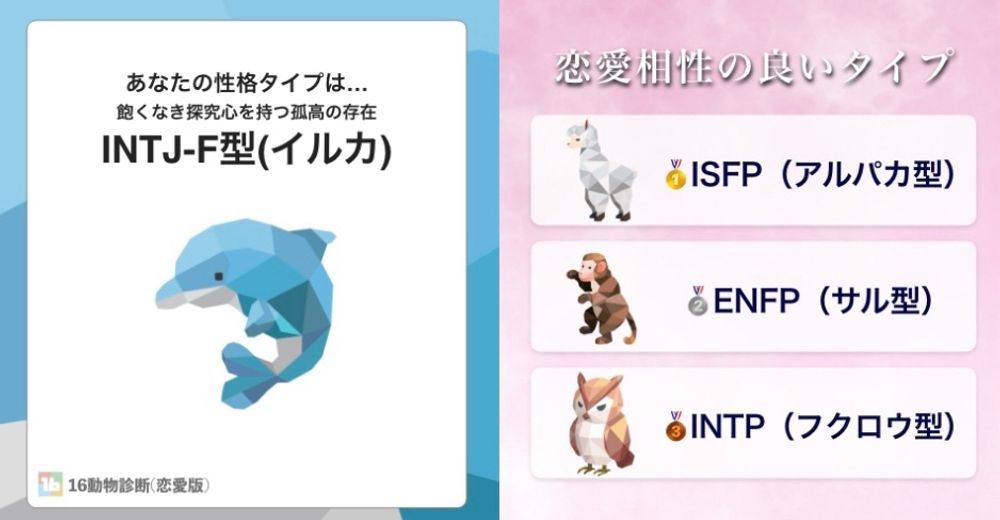 あなたの性格タイプは…
飽くなき探究心を持つ孤高の存在
INTJ-F型(イルカ)
16 16動物診断(恋愛版)
恋愛相性の良いタイプ
1 ISFP（アルパカ型）
2 ENFP（サル型）
3 INTP（フクロウ型）